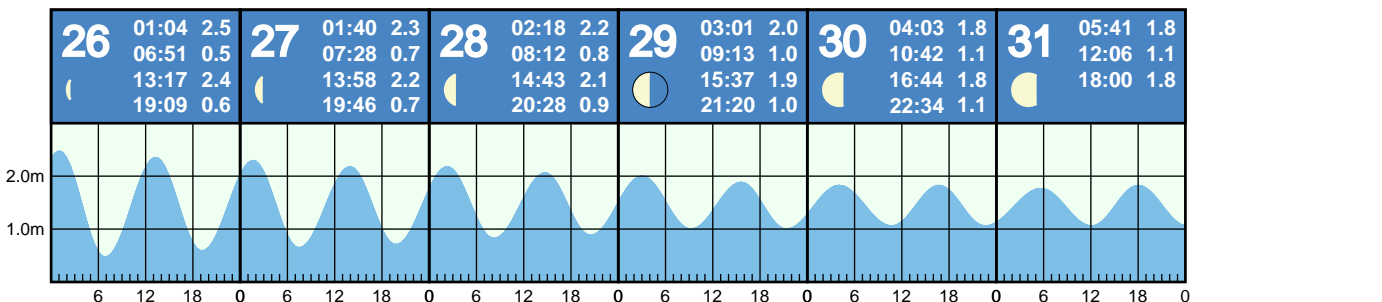 26 01:04 2.5 27 01:40 2.3 28 02:18 2.2 29 03:01 2.0 30 04:03 1.8 31 05:41 1.8
06:51 0.5 07:28 0.7 08:12 0.8 09:13 1.0 10:42 1.1 12:06 1.1
13:17 2.4 13:58 2.2 14:43 2.1 15:37 1.9 16:44 1.8 18:00 1.8
19:09 0.6 19:46 0.7 20:28 0.9 21:20 1.0 22:34 1.1
2.0m
1.0m
6 12 18 0 6 12 18 0 6 12 18 0 6 12 18 0 6 12 18 0 6 12 18 0